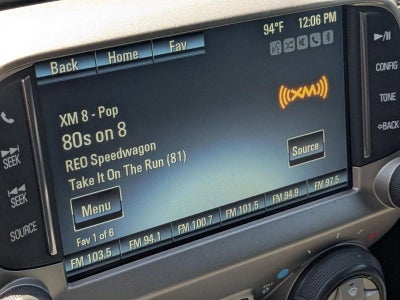 Back Home Fav
94°F 12:06 PM
XM 8 - Pop
80s on 8
REO Speedwagon
Take It On The Run (81)
XM
Source
Menu
Fav 1 of 6
FM 103.5 FM 94.1 FM 100.7 FM 101.5 FM 94.9 FM 97.5
SEEK
SEEK
SOURCE
CONFIG
TONE
BACK